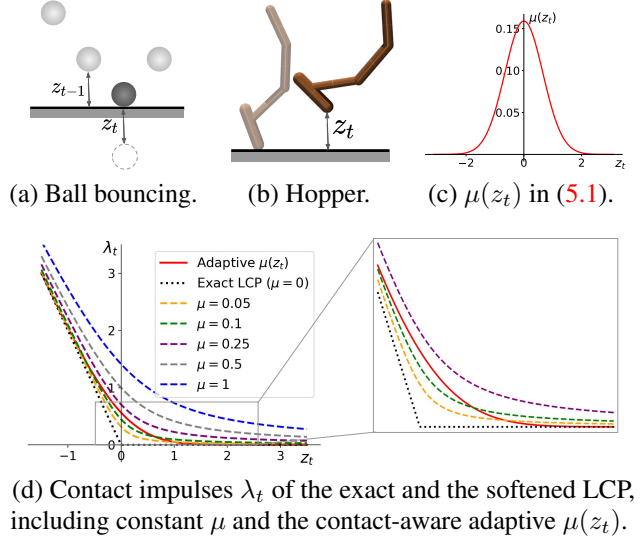 z_{t−1}
z_t
z_t
μ(z_t)
0.15
0.10
0.05
−2
0
2
z_t
(a) Ball bouncing.
(b) Hopper.
(c) μ(z_t) in (5.1).
λ_t
3
2
1
0
−1
0
1
2
3
z_t
Adaptive μ(z_t)
Exact LCP (μ = 0)
μ = 0.05
μ = 0.1
μ = 0.25
μ = 0.5
μ = 1
(d) Contact impulses λ_t of the exact and the softened LCP,
including constant μ and the contact-aware adaptive μ(z_t).